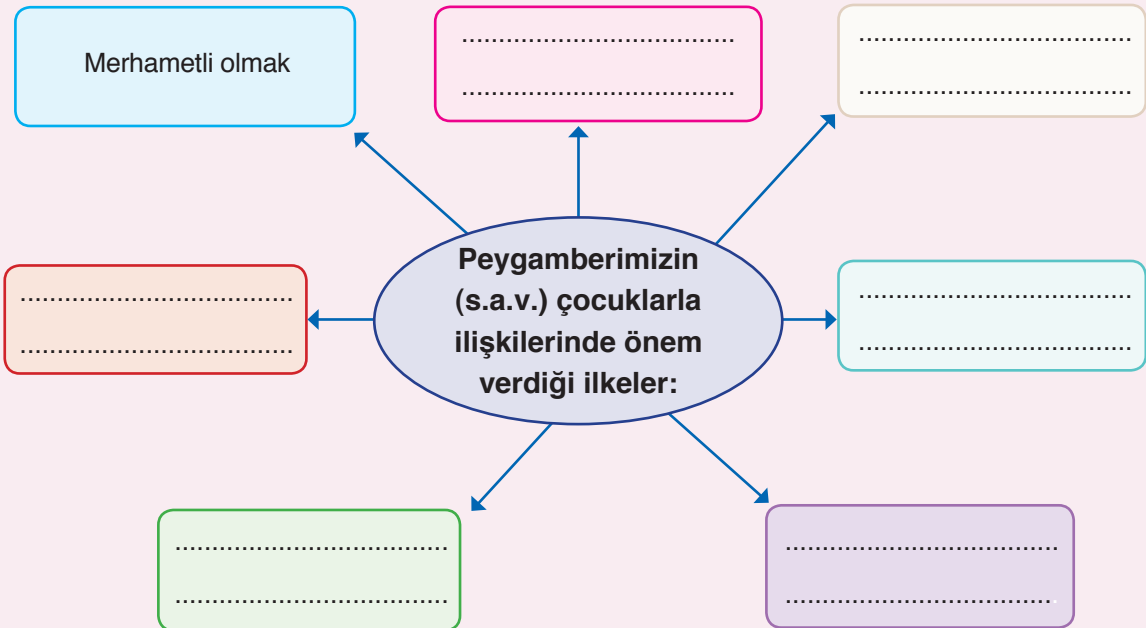 Merhametli olmak
....................................
....................................
....................................
....................................
Peygamberimizin
(s.a.v.) çocuklarla
ilişkilerinde önem
verdiği ilkeler:
....................................
....................................
....................................
....................................
....................................
....................................
....................................
....................................